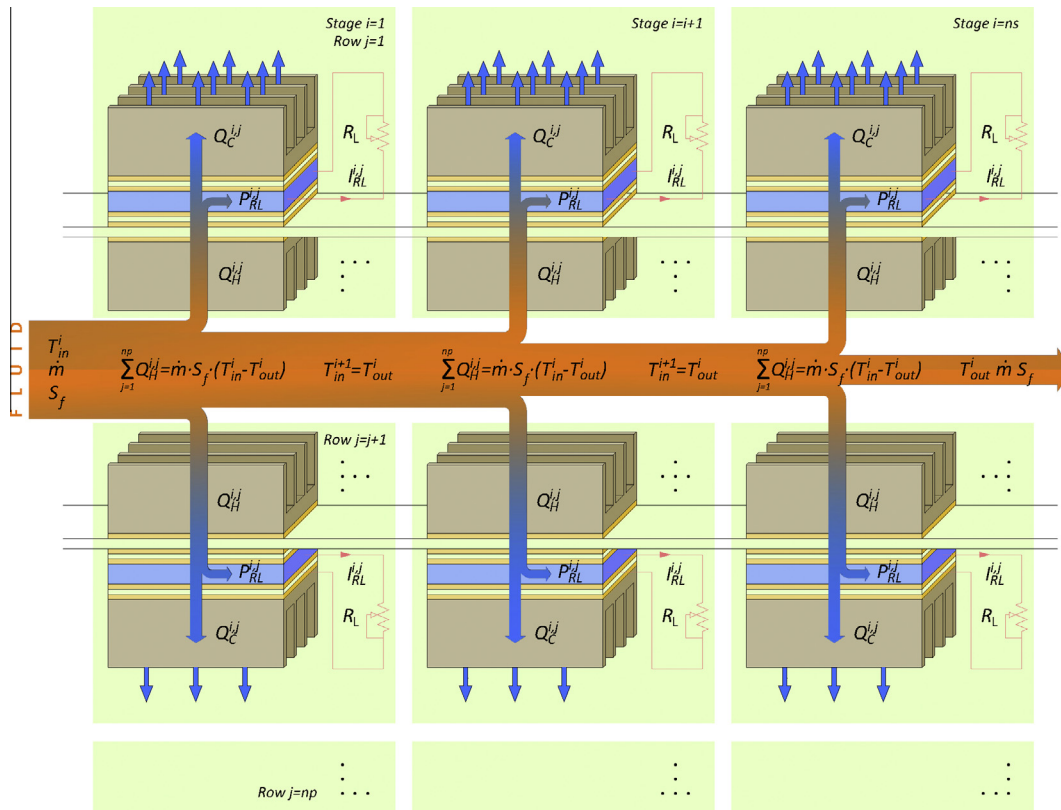 Stage i=1
Row j=1
Stage i=i+1
Stage i=ns
Q_C^{i,j} R_L Q_C^{i,j} R_L Q_C^{i,j} R_L
P_{RL}^{i,j} I_{RL}^{i,j} P_{RL}^{i,j} I_{RL}^{i,j} P_{RL}^{i,j} I_{RL}^{i,j}
Q_H^{i,j} Q_H^{i,j} Q_H^{i,j}
FLUID
T_{in}^i
ṁ
S_f
\sum_{j=1}^{np} Q_H^{i,j}=ṁ·S_f·(T_{in}^i-T_{out}^i) T_{in}^{i+1}=T_{out}^i \sum_{j=1}^{np} Q_H^{i,j}=ṁ·S_f·(T_{in}^i-T_{out}^i) T_{in}^{i+1}=T_{out}^i \sum_{j=1}^{np} Q_H^{i,j}=ṁ·S_f·(T_{in}^i-T_{out}^i) T_{out}^i ṁ S_f
Row j=j+1
Q_H^{i,j} Q_H^{i,j} Q_H^{i,j}
P_{RL}^{i,j} I_{RL}^{i,j} P_{RL}^{i,j} I_{RL}^{i,j} P_{RL}^{i,j} I_{RL}^{i,j}
Q_C^{i,j} R_L Q_C^{i,j} R_L Q_C^{i,j} R_L
Row j=np